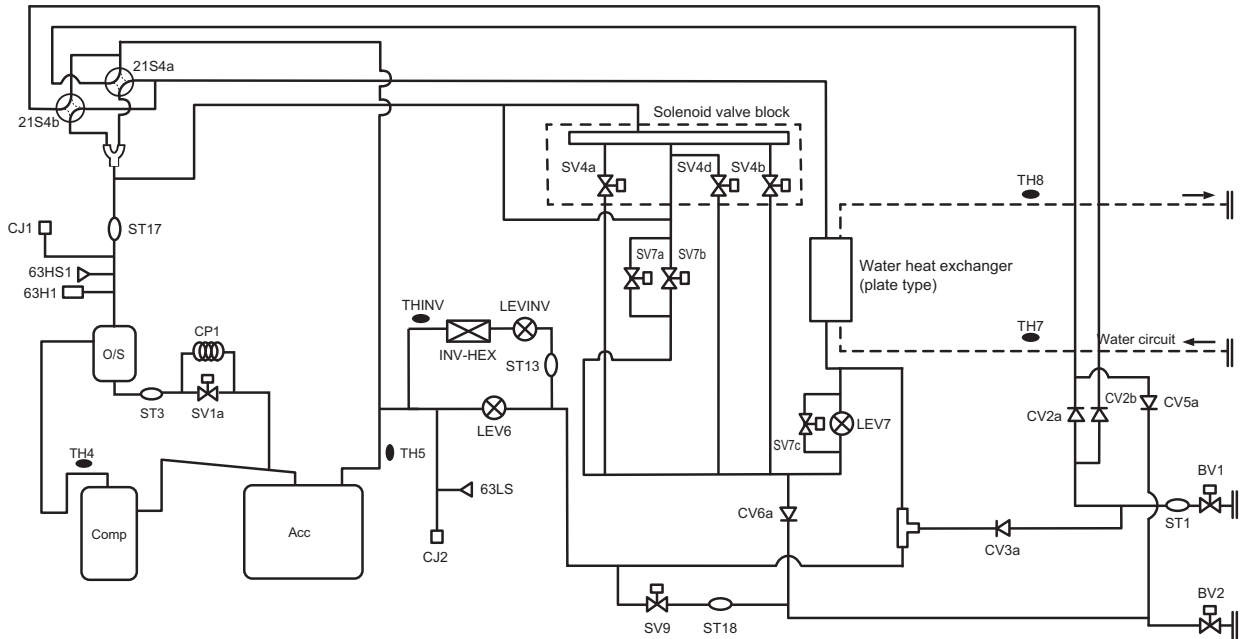 21S4a
21S4b
Solenoid valve block
SV4a
SV4d
SV4b
TH8
CJ1
ST17
63HS1
63H1
SV7a
SV7b
Water heat exchanger
(plate type)
THINV
LEVINV
CP1
O/S
INV-HEX
ST13
TH7
Water circuit
ST3
SV1a
LEV6
CV2a
CV2b
CV5a
SV7c
LEV7
TH4
TH5
63LS
BV1
Comp
Acc
CV6a
ST1
CJ2
CV3a
BV2
SV9
ST18